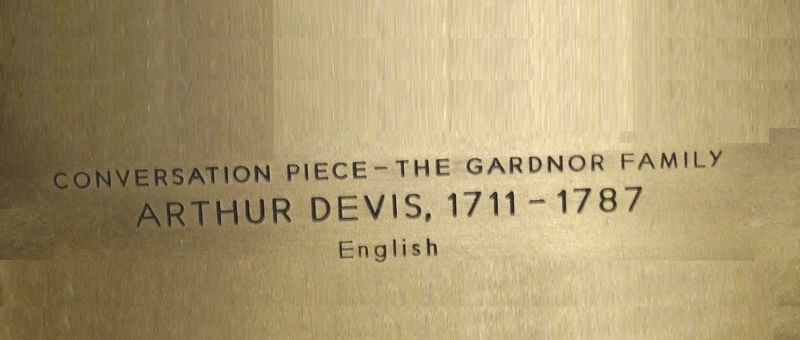 CONVERSATION PIECE – THE GARDNOR FAMILY
ARTHUR DEVIS, 1711 – 1787
English